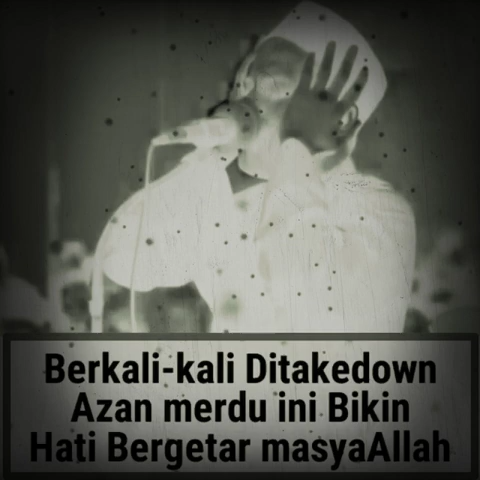 Berkali-kali Ditakedown
Azan merdu ini Bikin
Hati Bergetar masyaAllah